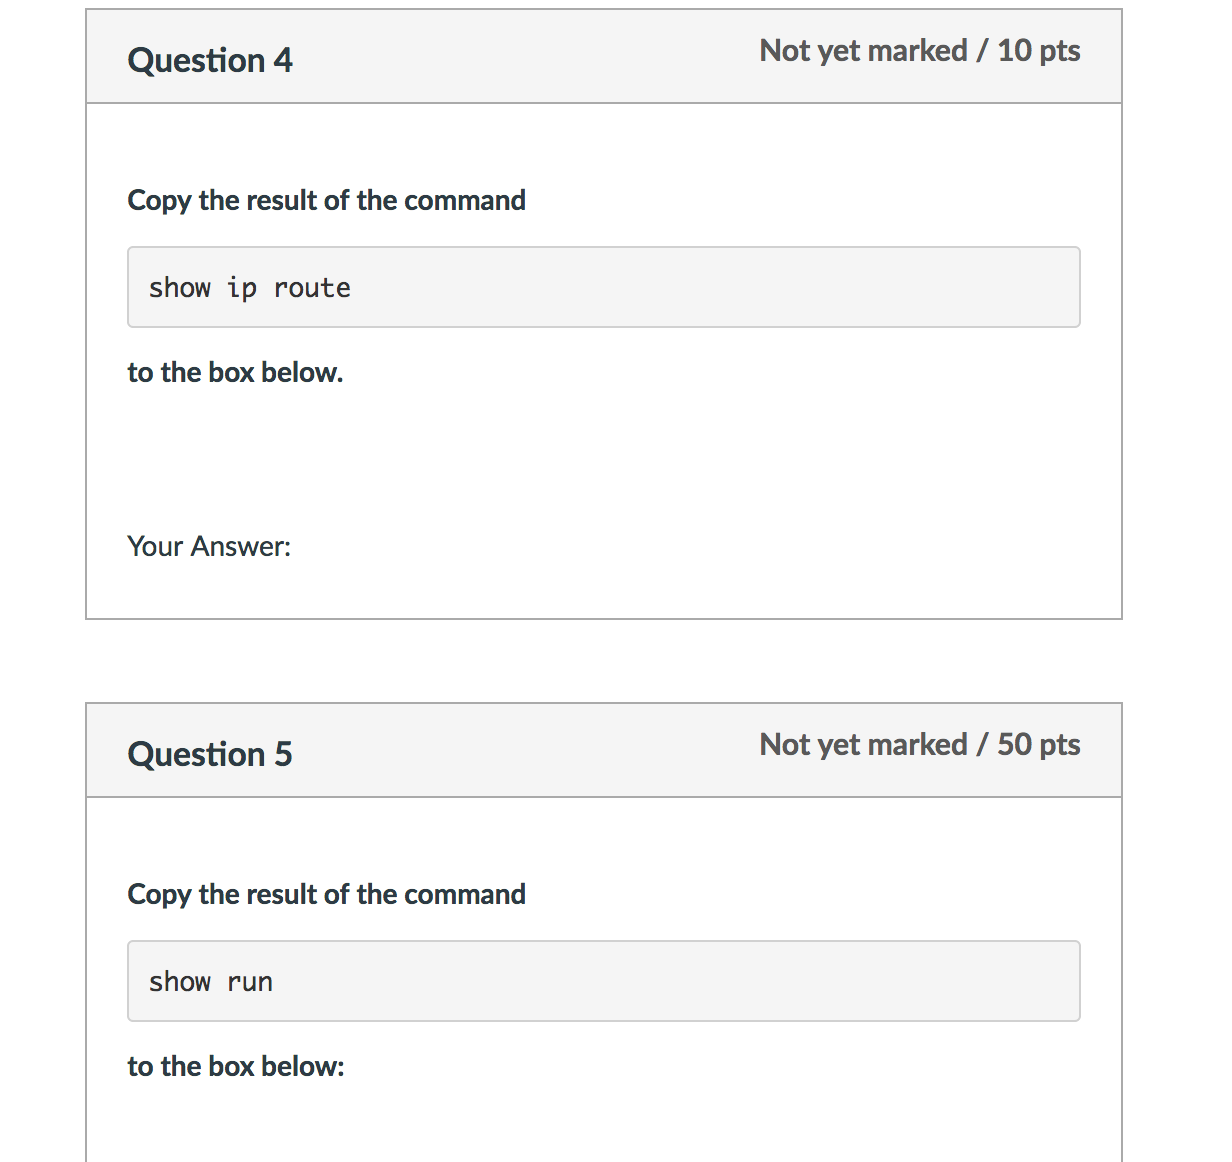 Question 4
Not yet marked / 10 pts
Copy the result of the command
show ip route
to the box below.
Your Answer:
Question 5
Not yet marked / 50 pts
Copy the result of the command
show run
to the box below: